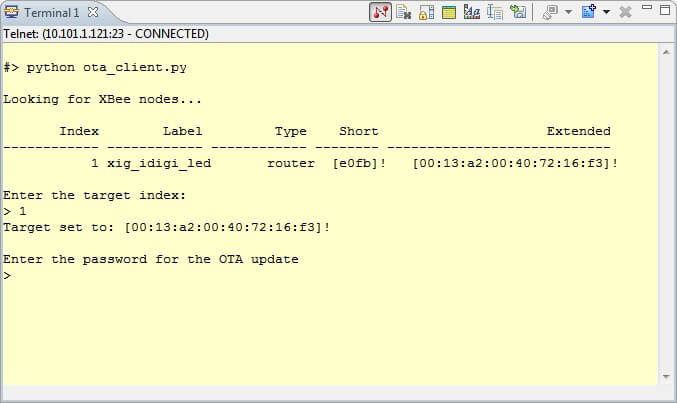 Terminal 1
Telnet: (10.101.1.121:23 - CONNECTED)
#> python ota_client.py
Looking for XBee nodes...
Index Label Type Short Extended
------------ ------------ ------------ -------- ----------------------------
1 xig_idigi_led router [e0fb]! [00:13:a2:00:40:72:16:f3]!
Enter the target index:
> 1
Target set to: [00:13:a2:00:40:72:16:f3]!
Enter the password for the OTA update
>